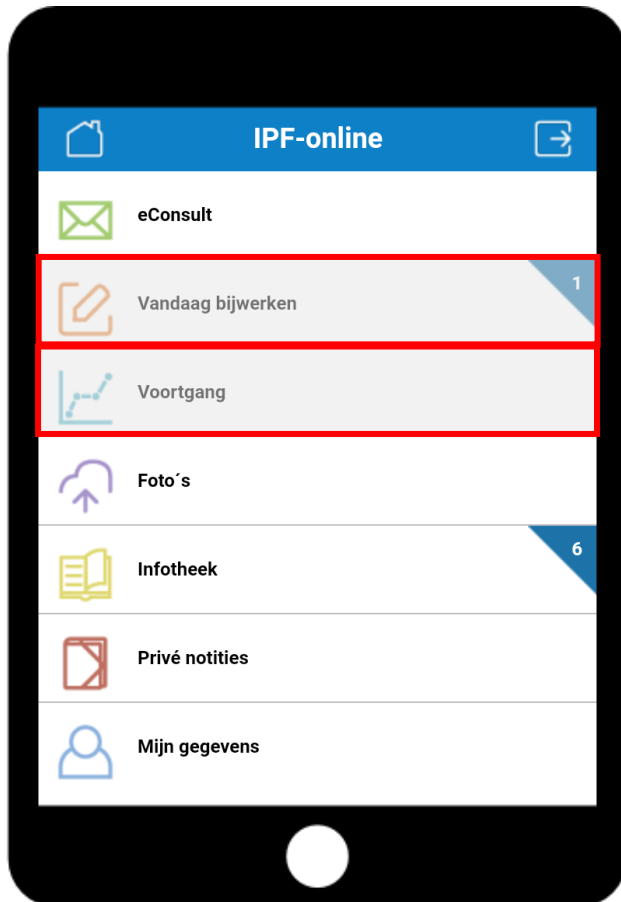 IPF-online
eConsult
Vandaag bijwerken
1
Voortgang
Foto´s
Infotheek
6
Privé notities
Mijn gegevens